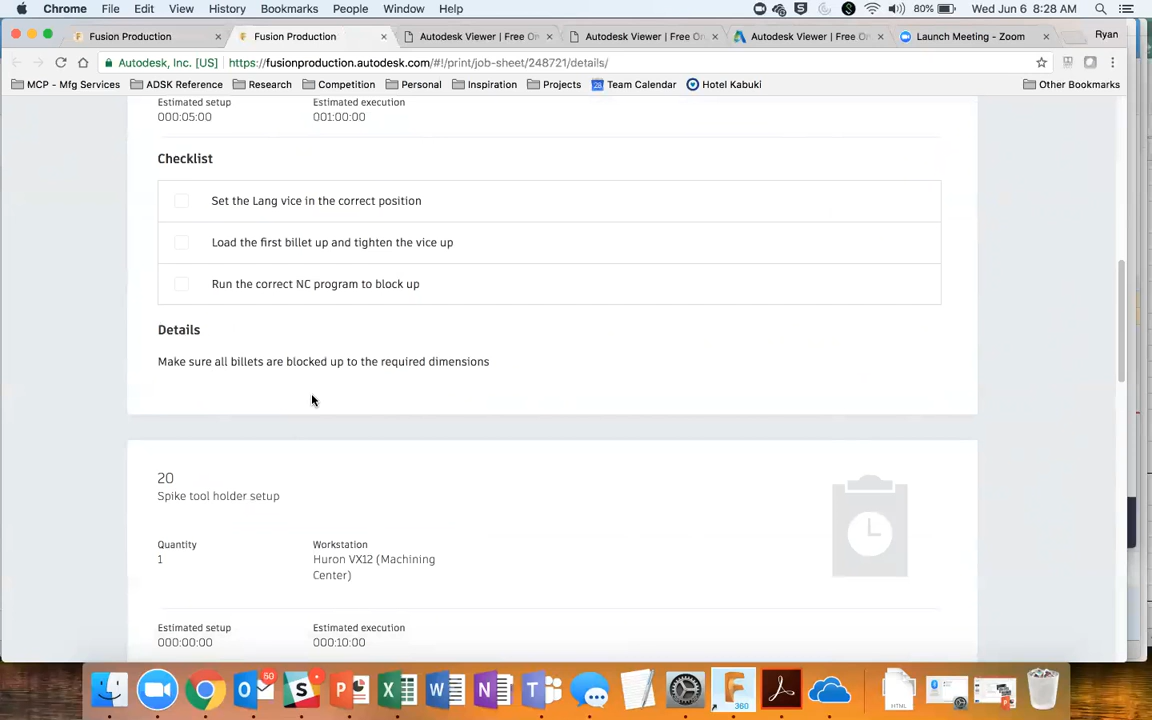 Chrome File Edit View History Bookmarks People Window Help 80% Wed Jun 6 8:28 AM
Fusion Production × Fusion Production × Autodesk Viewer | Free On × Autodesk Viewer | Free On × Autodesk Viewer | Free On × Launch Meeting - Zoom × Ryan
Autodesk, Inc. [US] https://fusionproduction.autodesk.com/#!/print/job-sheet/248721/details/
MCP - Mfg Services ADSK Reference Research Competition Personal Inspiration Projects 28 Team Calendar Hotel Kabuki Other Bookmarks
Estimated setup Estimated execution
000:05:00 001:00:00
Checklist
Set the Lang vice in the correct position
Load the first billet up and tighten the vice up
Run the correct NC program to block up
Details
Make sure all billets are blocked up to the required dimensions
20
Spike tool holder setup
Quantity Workstation
1 Huron VX12 (Machining
Center)
Estimated setup Estimated execution
000:00:00 000:10:00
50
360
HTML